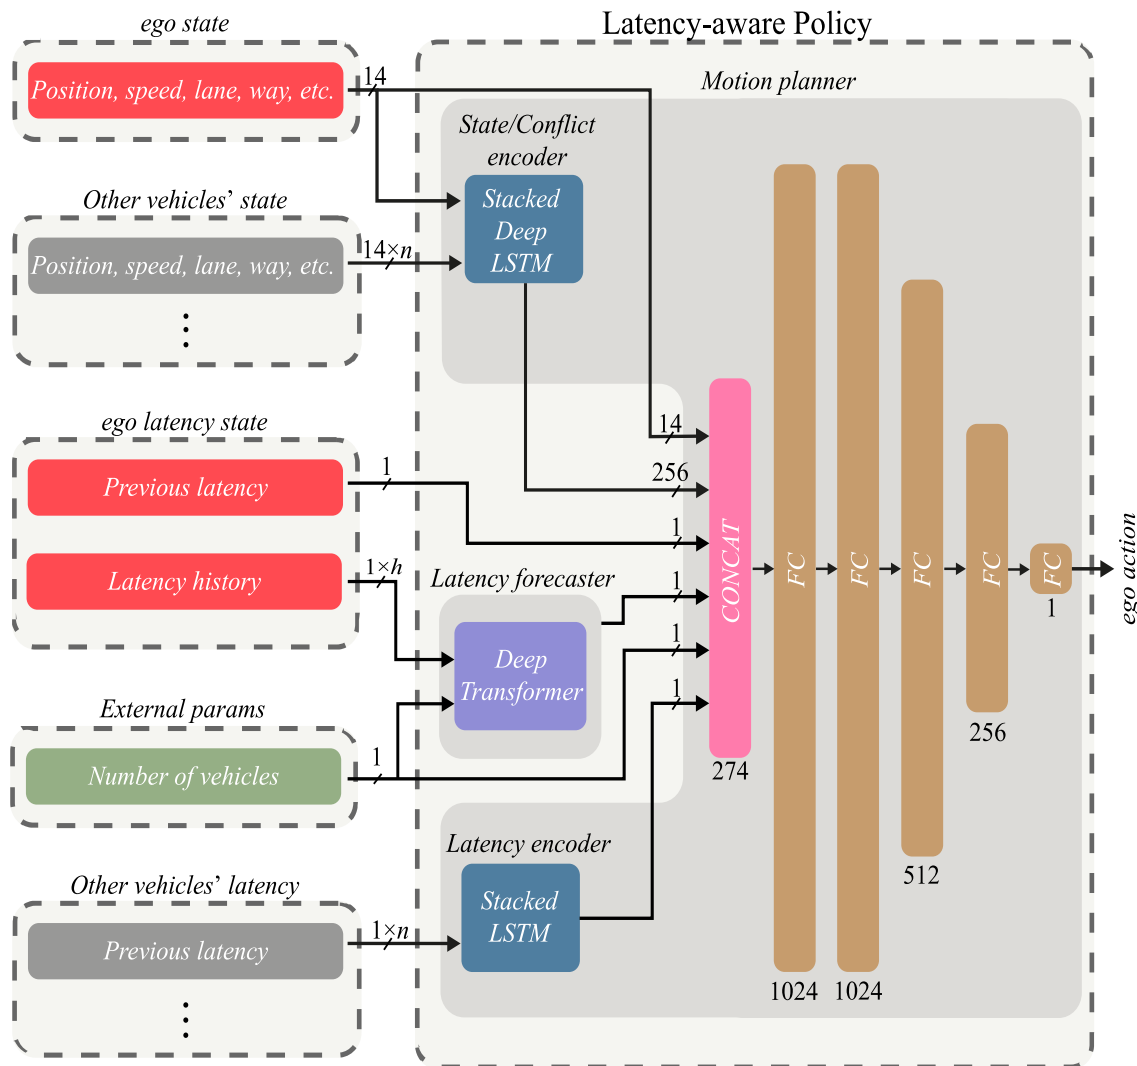 Latency-aware Policy
ego state
Position, speed, lane, way, etc.
14
Other vehicles’ state
Position, speed, lane, way, etc.
14×n
⋮
ego latency state
Previous latency
1
Latency history
1×h
External params
Number of vehicles
1
Other vehicles’ latency
Previous latency
1×n
⋮
Motion planner
State/Conflict
encoder
Stacked
Deep
LSTM
Latency forecaster
Deep
Transformer
Latency encoder
Stacked
LSTM
14
256
1
1
1
1
CONCAT
274
FC
1024
FC
1024
FC
512
FC
256
FC
1
ego action